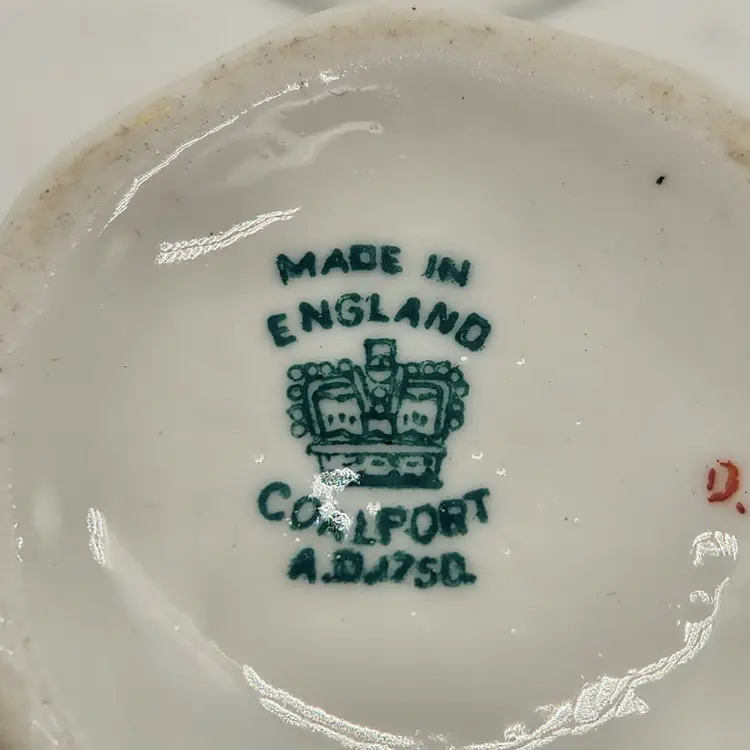 MADE IN
ENGLAND
COALPORT
A.D.1750.
D.